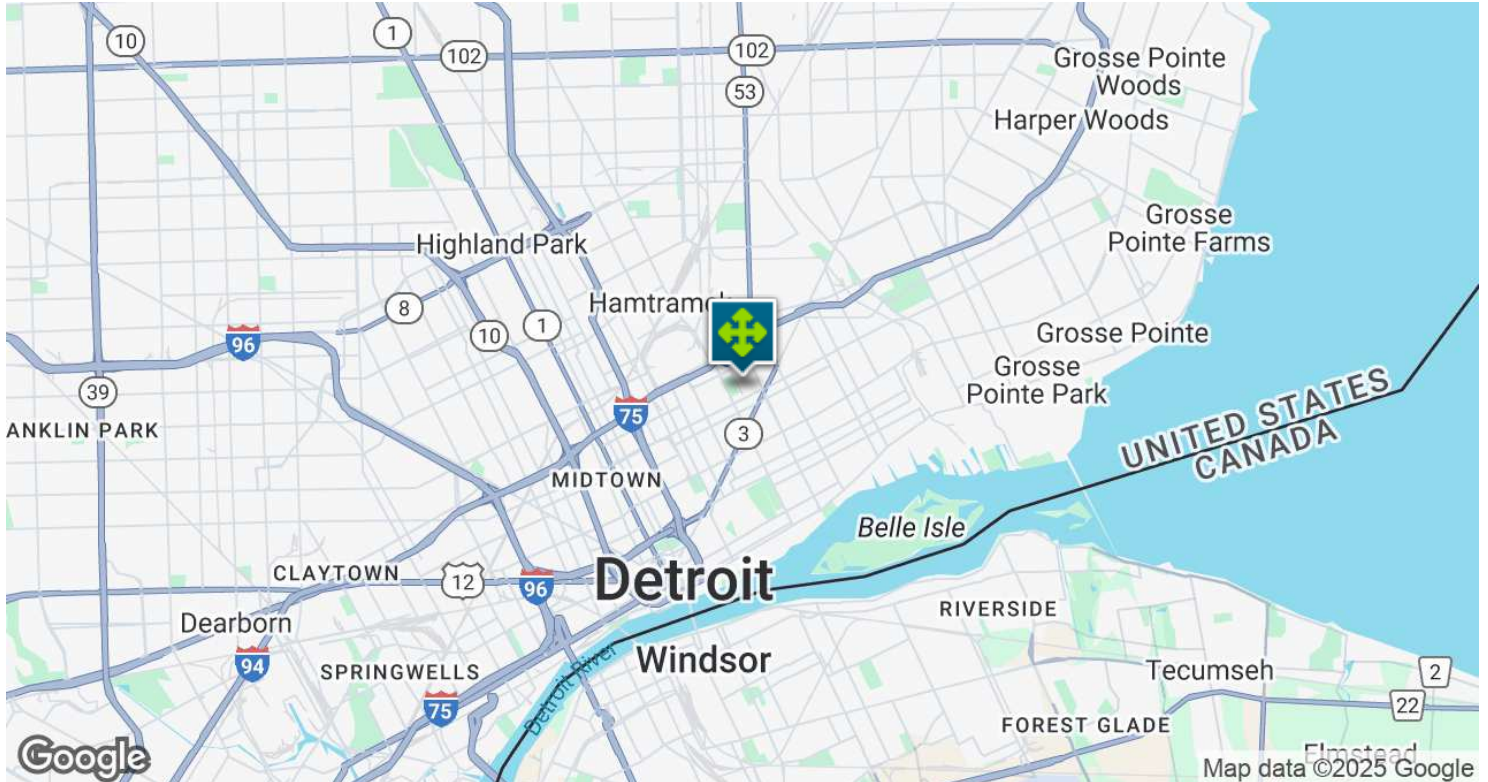 10
1
102
102
53
Grosse Pointe
Woods
Harper Woods
Grosse
Pointe Farms
Highland Park
Hamtramck
8
10
1
96
39
Grosse Pointe
Grosse
Pointe Park
ANKLIN PARK
75
3
UNITED STATES
CANADA
MIDTOWN
Belle Isle
CLAYTOWN
12
96
Detroit
RIVERSIDE
Dearborn
94
SPRINGWELLS
Windsor
Tecumseh
2
75
Detroit River
22
FOREST GLADE
Elmstead
Google
Map data ©2025 Google